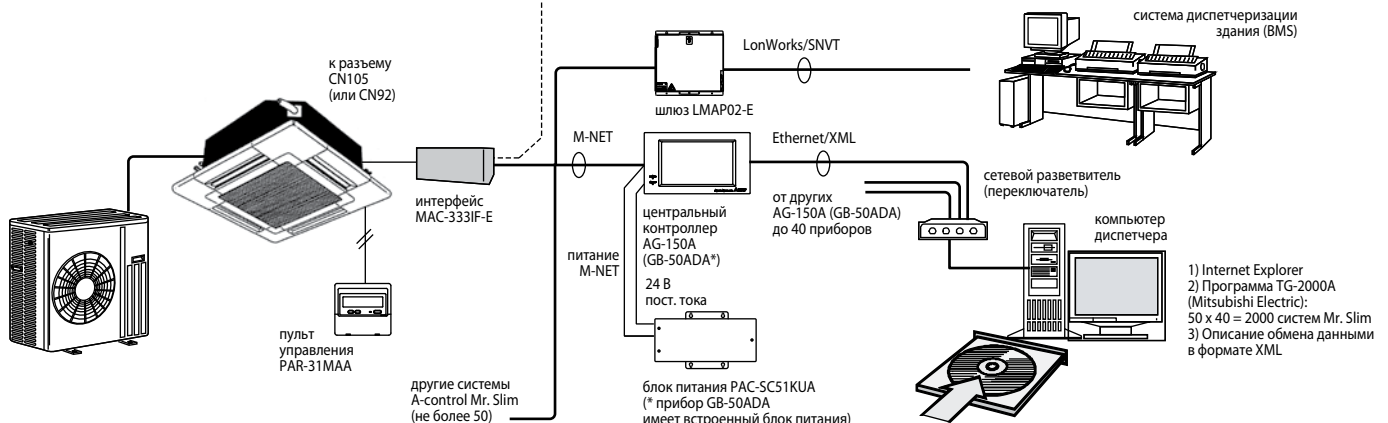 к разъему
CN105
(или CN92)
интерфейс
MAC-333IF-E
пульт
управления
PAR-31MAA
M-NET
LonWorks/SNVT
шлюз LMAP02-E
система диспетчеризации
здания (BMS)
Ethernet/XML
центральный
контроллер
AG-150A
(GB-50ADA*)
питание
M-NET
24 В
пост. тока
от других
AG-150A (GB-50ADA)
до 40 приборов
сетевой разветвитель
(переключатель)
компьютер
диспетчера
1) Internet Explorer
2) Программа TG-2000A
(Mitsubishi Electric):
50 x 40 = 2000 систем Mr. Slim
3) Описание обмена данными
в формате XML
другие системы
A-control Mr. Slim
(не более 50)
блок питания PAC-SC51KUA
(* прибор GB-50ADA
имеет встроенный блок питания)